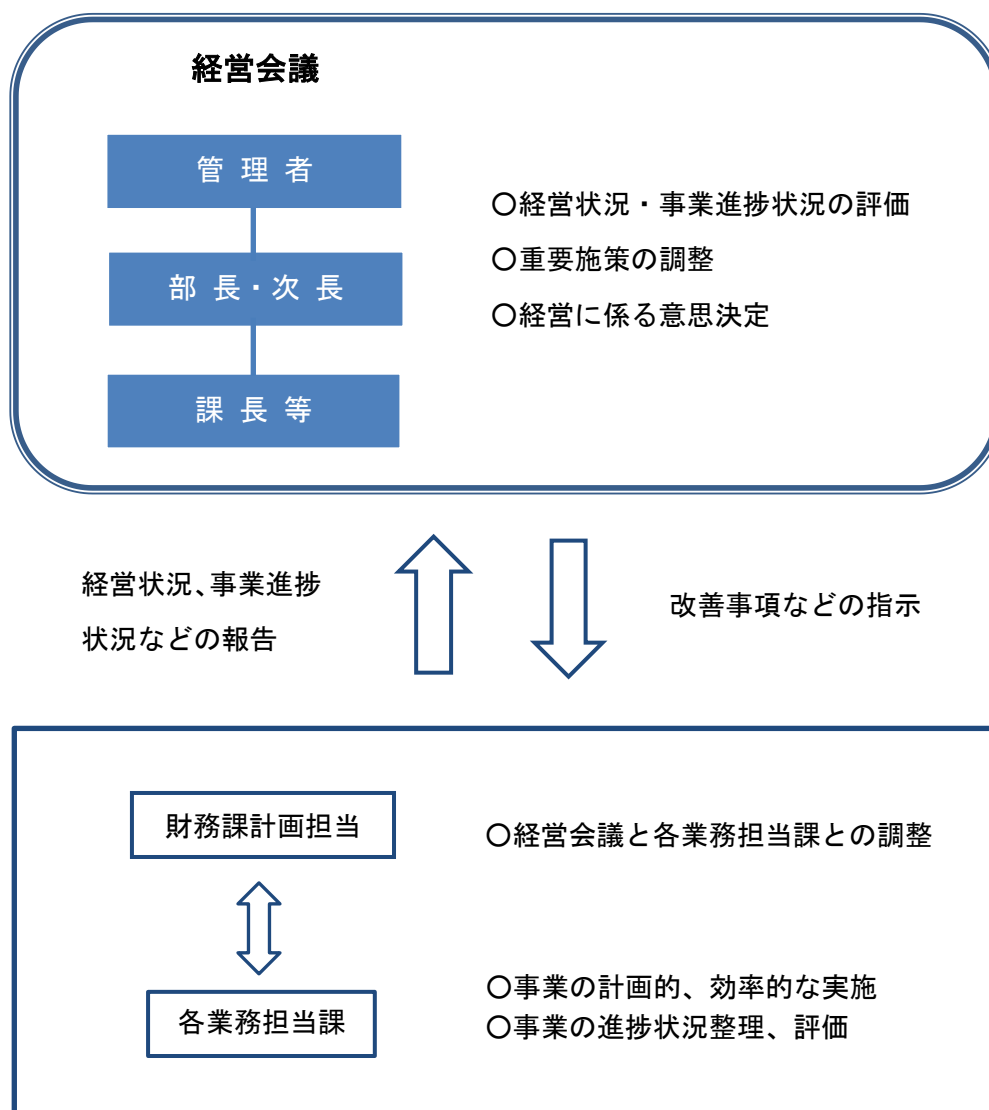 経営会議
管 理 者
部 長・次 長
課 長 等
〇経営状況・事業進捗状況の評価
〇重要施策の調整
〇経営に係る意思決定
経営状況、事業進捗
状況などの報告
改善事項などの指示
財務課計画担当
〇経営会議と各業務担当課との調整
各業務担当課
〇事業の計画的、効率的な実施
〇事業の進捗状況整理、評価